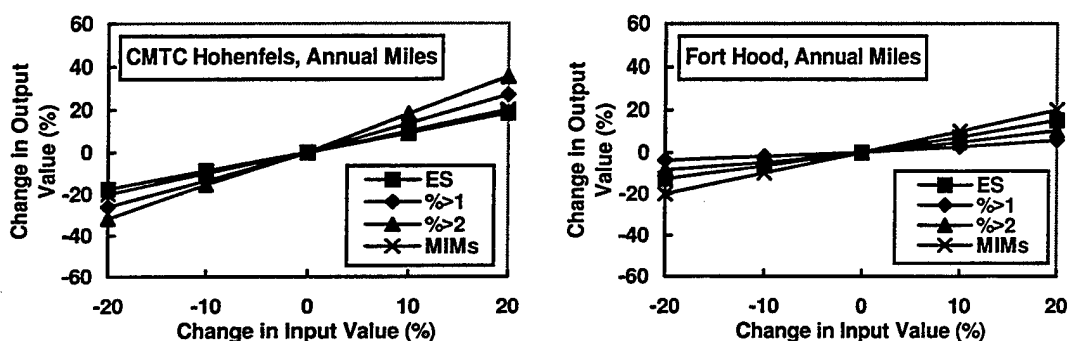 60
CMTC Hohenfels, Annual Miles
40
20
0
-20
-40
-60
Change in Output
Value (%)
ES
%>1
%>2
MIMs
-20 -10 0 10 20
Change in Input Value (%)
60
Fort Hood, Annual Miles
40
20
0
-20
-40
-60
Change in Output
Value (%)
ES
%>1
%>2
MIMs
-20 -10 0 10 20
Change in Input Value (%)